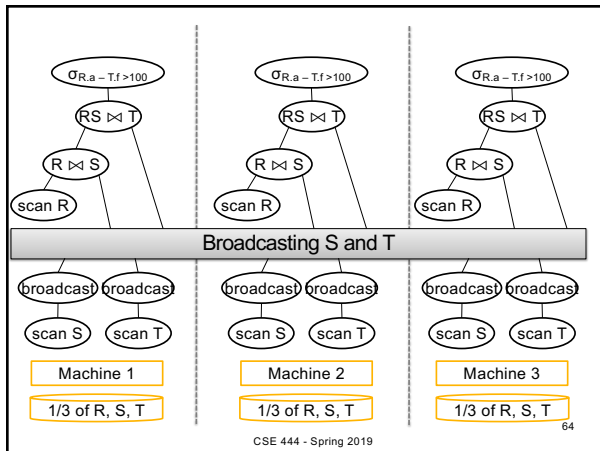 σR.a – T.f >100 σR.a – T.f >100 σR.a – T.f >100
RS ⋈ T RS ⋈ T RS ⋈ T
R ⋈ S R ⋈ S R ⋈ S
scan R scan R scan R
Broadcasting S and T
broadcast broadcast broadcast broadcast broadcast broadcast
scan S scan T scan S scan T scan S scan T
Machine 1 Machine 2 Machine 3
1/3 of R, S, T 1/3 of R, S, T 1/3 of R, S, T
64
CSE 444 - Spring 2019